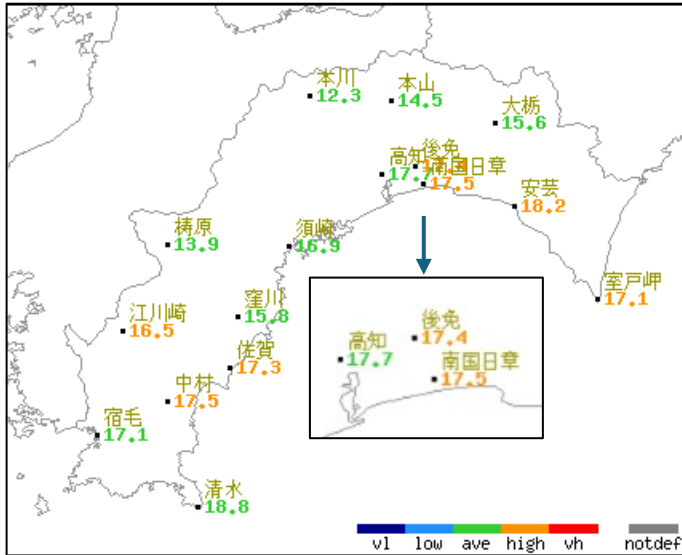 本川
12.3
本山
14.5
大栃
15.6
高知
17.7
後免
17.4
南国日章
17.5
安芸
18.2
室戸岬
17.1
梼原
13.9
須崎
16.9
窪川
15.8
江川崎
16.5
佐賀
17.3
中村
17.5
宿毛
17.1
清水
18.8
高知
17.7
後免
17.4
南国日章
17.5
vl low ave high vh notdef